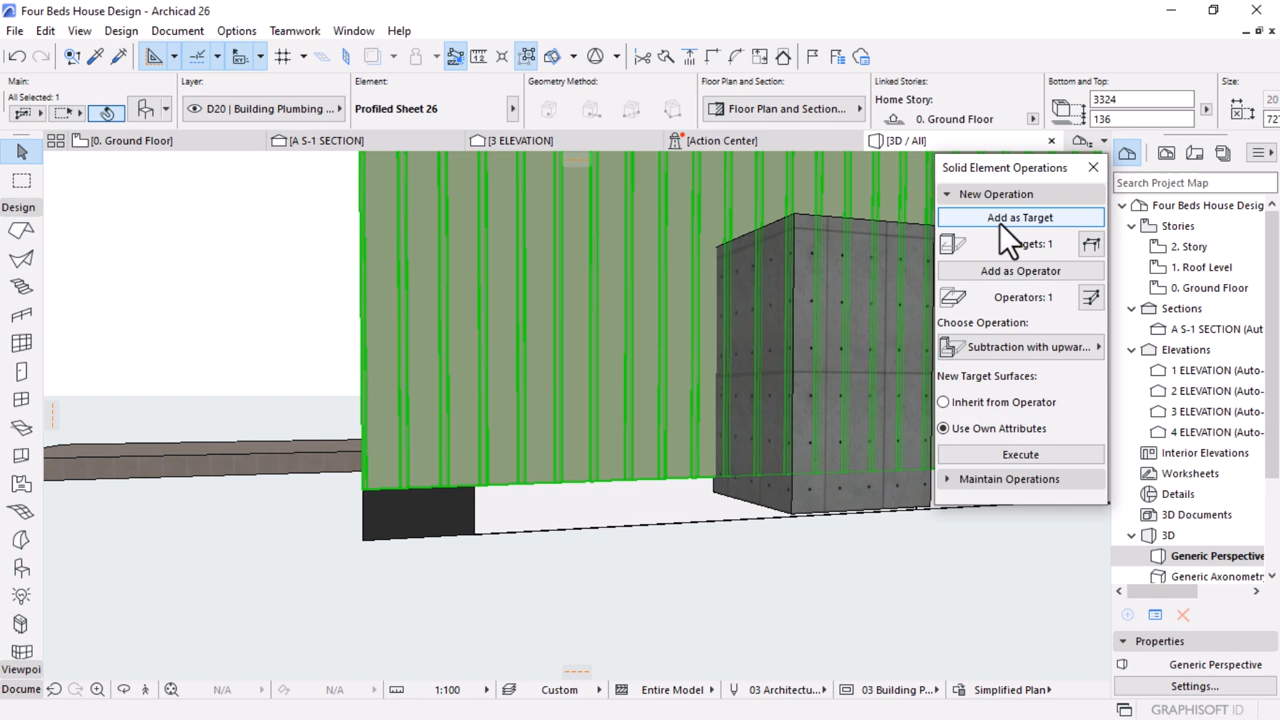 Four Beds House Design - Archicad 26
File Edit View Design Document Options Teamwork Window Help
Main:
All Selected: 1
Layer:
D20 | Building Plumbing ...
Element:
Profiled Sheet 26
Geometry Method:
Floor Plan and Section:
Floor Plan and Section...
Linked Stories:
Home Story:
0. Ground Floor
Bottom and Top:
3324
136
Size:
20
72
[0. Ground Floor]
[A S-1 SECTION]
[3 ELEVATION]
[Action Center]
[3D / All]
Design
Viewpoi
Docume
Solid Element Operations
New Operation
Add as Target
gets: 1
Add as Operator
Operators: 1
Choose Operation:
Subtraction with upwar...
New Target Surfaces:
Inherit from Operator
Use Own Attributes
Execute
Maintain Operations
Search Project Map
Four Beds House Desig
Stories
2. Story
1. Roof Level
0. Ground Floor
Sections
A S-1 SECTION (Aut
Elevations
1 ELEVATION (Auto-
2 ELEVATION (Auto-
3 ELEVATION (Auto-
4 ELEVATION (Auto-
Interior Elevations
Worksheets
Details
3D Documents
3D
Generic Perspective
Generic Axonometr
Properties
Generic Perspective
Settings...
N/A
N/A
1:100
Custom
Entire Model
03 Architectu...
03 Building P...
Simplified Plan
GRAPHISOFT ID